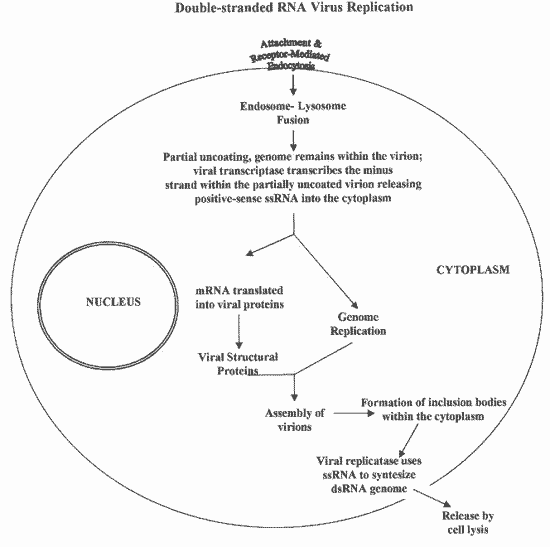 Double-stranded RNA Virus Replication
Attachment &
Receptor-Mediated
Endocytosis
Endosome- Lysosome
Fusion
Partial uncoating, genome remains within the virion;
viral transcriptase transcribes the minus
strand within the partially uncoated virion releasing
positive-sense ssRNA into the cytoplasm
CYTOPLASM
NUCLEUS
mRNA translated
into viral proteins
Genome
Replication
Viral Structural
Proteins
Assembly of
virions
Formation of inclusion bodies
within the cytoplasm
Viral replicatase uses
ssRNA to syntesize
dsRNA genome
Release by
cell lysis